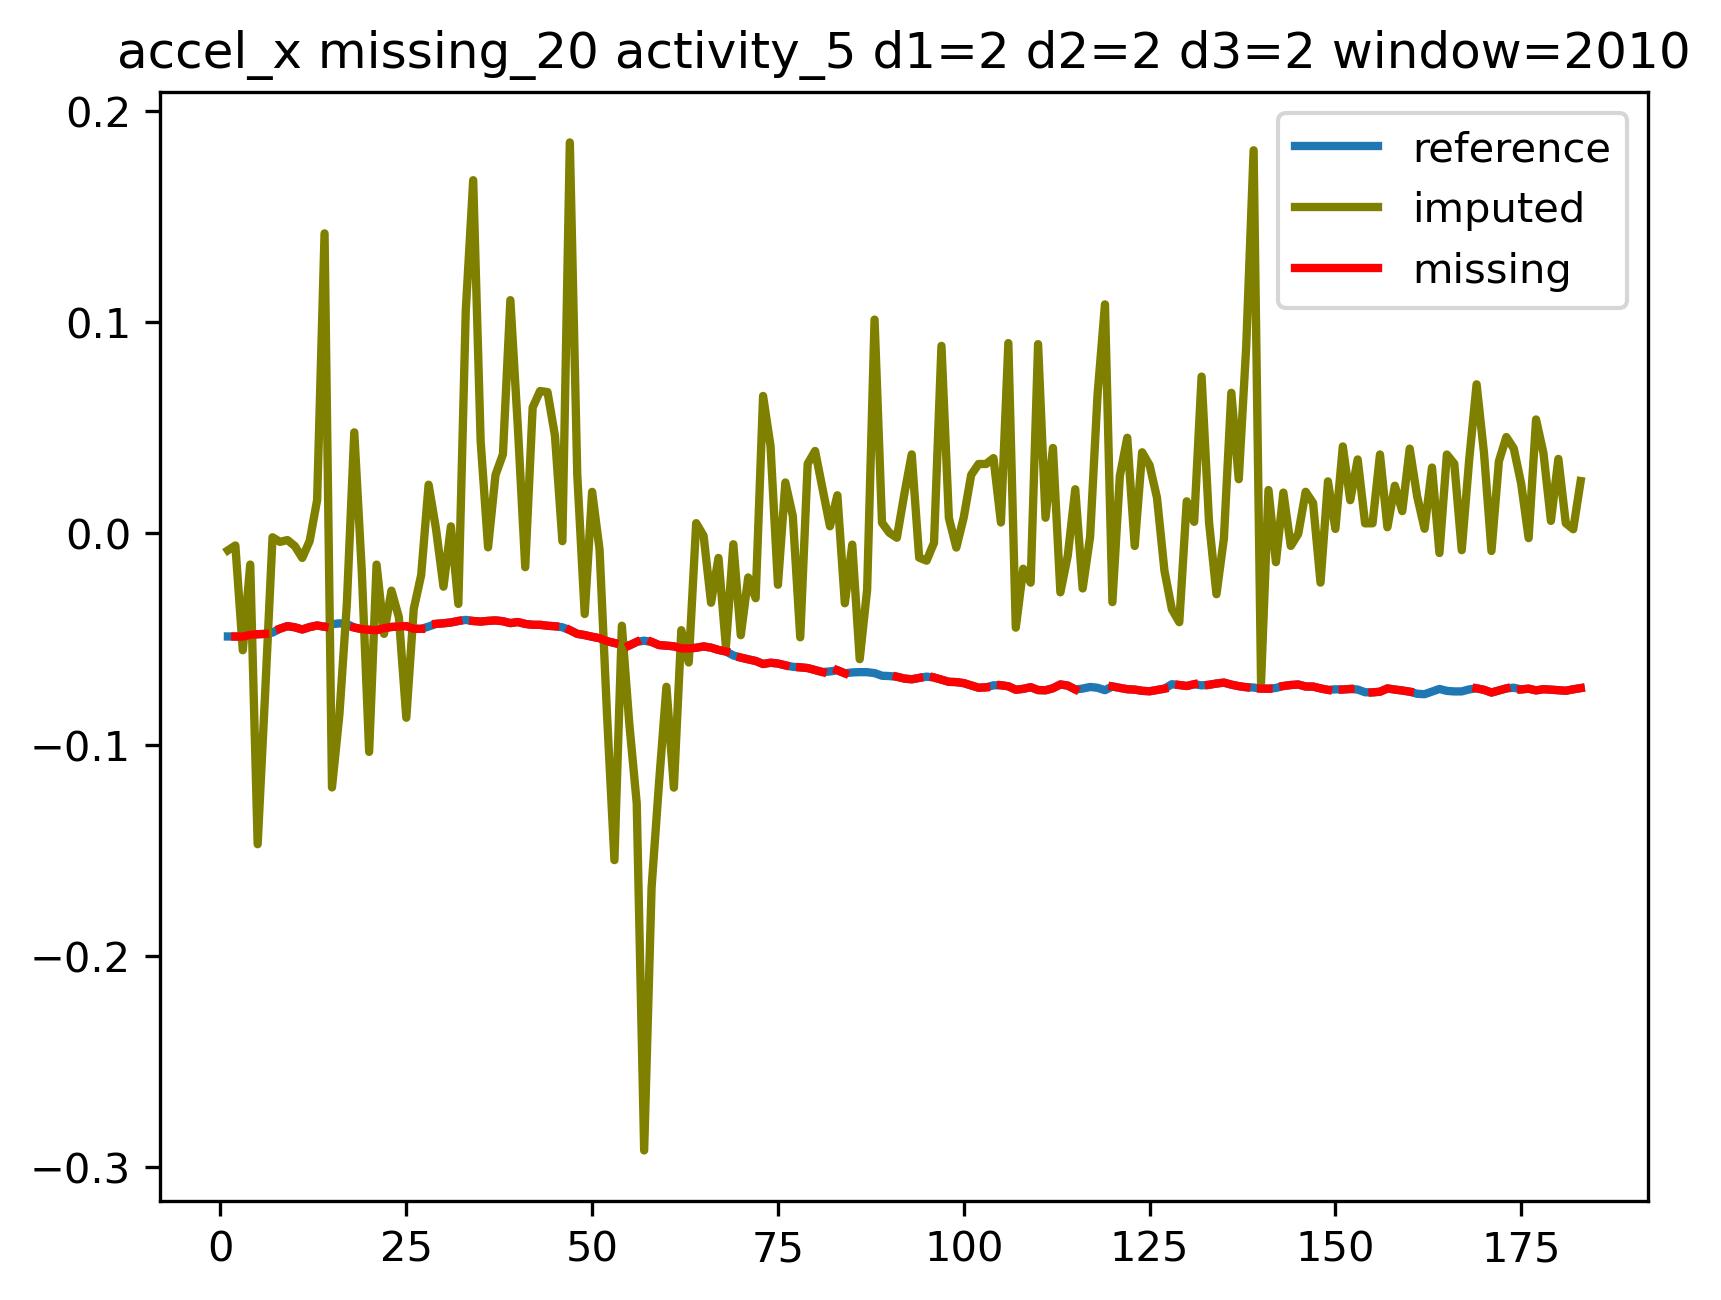 accel_x missing_20 activity_5 d1=2 d2=2 d3=2 window=2010
reference
imputed
missing
0.2
0.1
0.0
−0.1
−0.2
−0.3
0 25 50 75 100 125 150 175